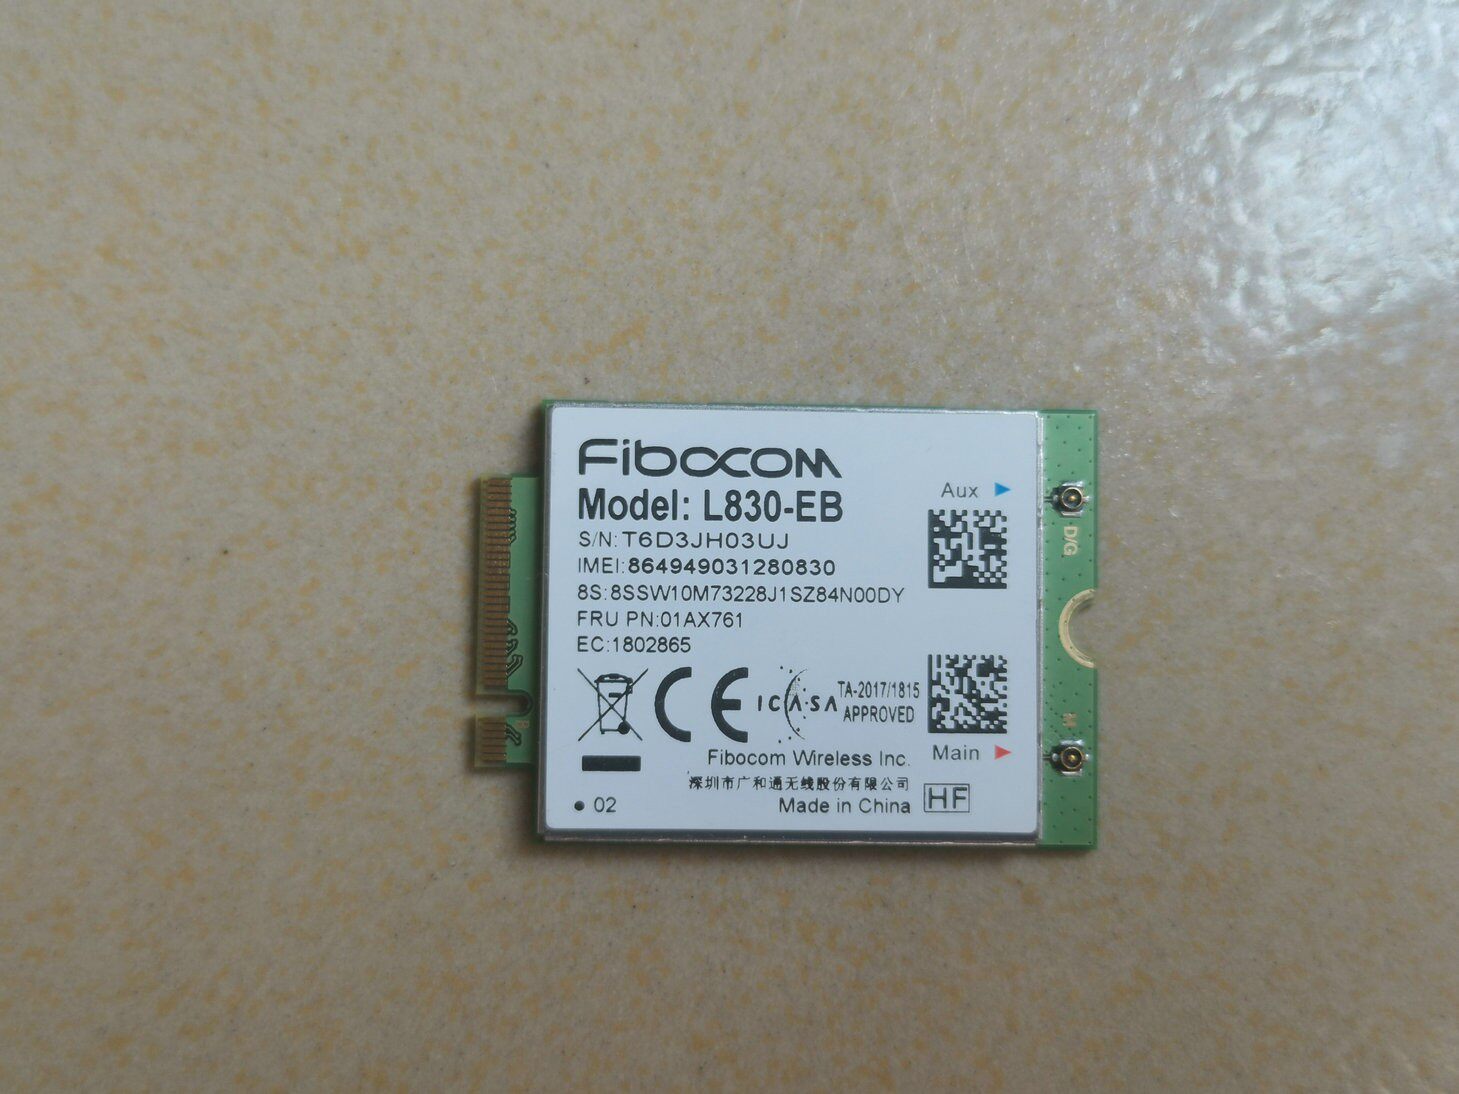 Fibocom
Model: L830-EB
Aux
S/N:T6D3JH03UJ
IMEI:864949031280830
8S:8SSW10M73228J1SZ84N00DY
FRU PN:01AX761
EC:1802865
CE ICASA TA-2017/1815
APPROVED
Main
Fibocom Wireless Inc.
深圳市广和通无线股份有限公司
02
Made in China
HF
D/G
M